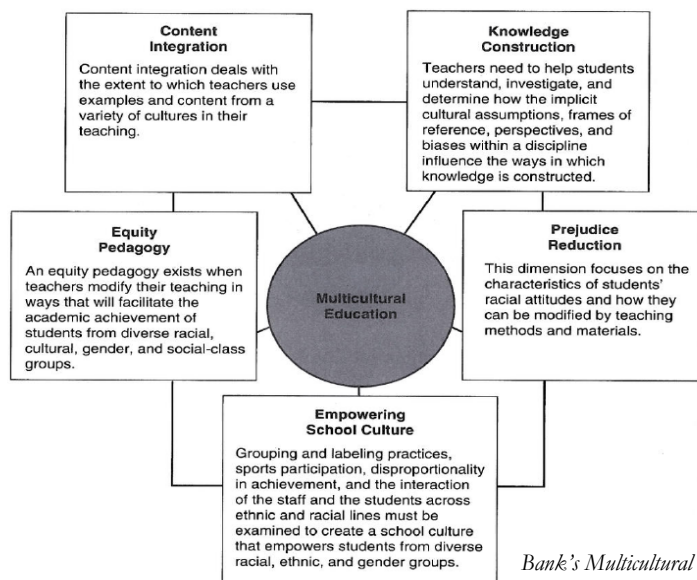 Content
Integration
Content integration deals with
the extent to which teachers use
examples and content from a
variety of cultures in their
teaching.
Knowledge
Construction
Teachers need to help students
understand, investigate, and
determine how the implicit
cultural assumptions, frames of
reference, perspectives, and
biases within a discipline
influence the ways in which
knowledge is constructed.
Equity
Pedagogy
An equity pedagogy exists when
teachers modify their teaching in
ways that will facilitate the
academic achievement of
students from diverse racial,
cultural, gender, and social-class
groups.
Multicultural
Education
Prejudice
Reduction
This dimension focuses on the
characteristics of students'
racial attitudes and how they
can be modified by teaching
methods and materials.
Empowering
School Culture
Grouping and labeling practices,
sports participation, disproportionality
in achievement, and the interaction
of the staff and the students across
ethnic and racial lines must be
examined to create a school culture
that empowers students from diverse
racial, ethnic, and gender groups.
Bank's Multicultural